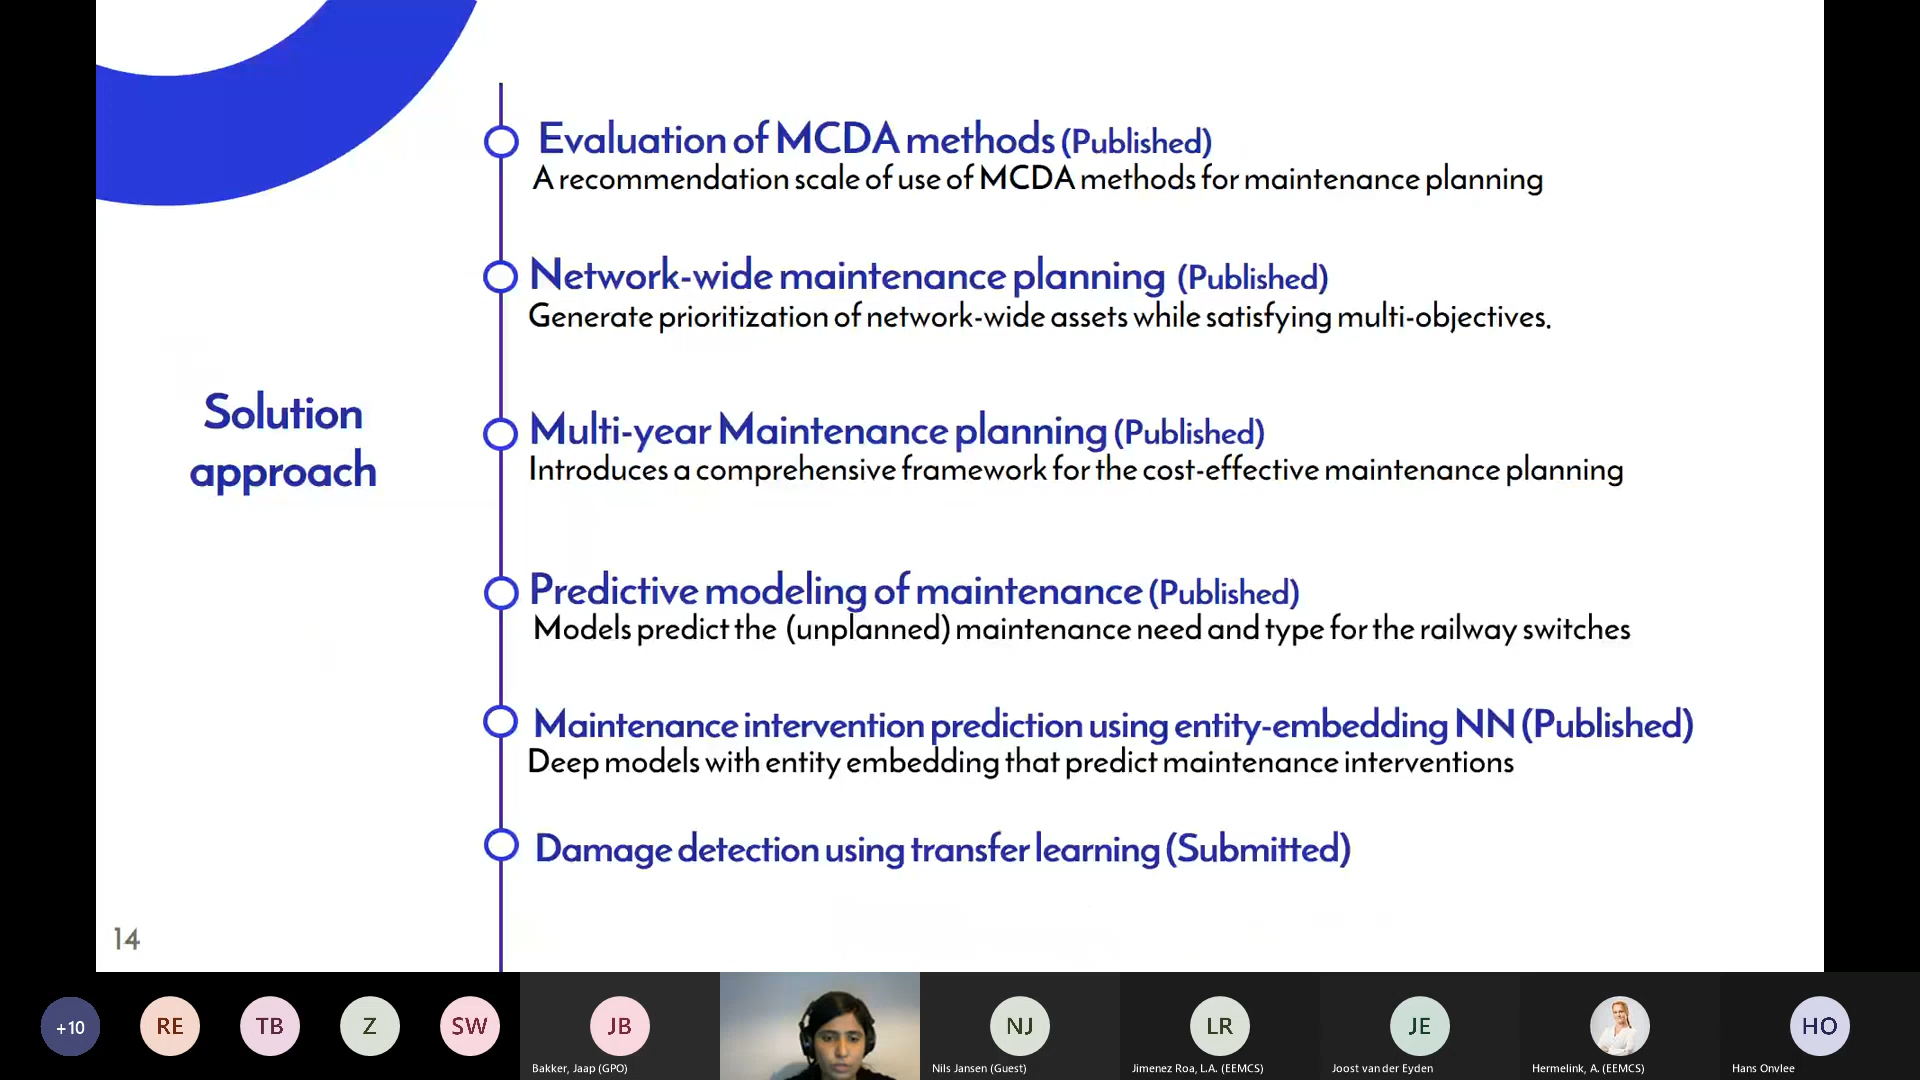 Evaluation of MCDA methods (Published)
A recommendation scale of use of MCDA methods for maintenance planning
Network-wide maintenance planning (Published)
Generate prioritization of network-wide assets while satisfying multi-objectives.
Solution
approach
Multi-year Maintenance planning (Published)
Introduces a comprehensive framework for the cost-effective maintenance planning
Predictive modeling of maintenance (Published)
Models predict the (unplanned) maintenance need and type for the railway switches
Maintenance intervention prediction using entity-embedding NN (Published)
Deep models with entity embedding that predict maintenance interventions
Damage detection using transfer learning (Submitted)
14
+10
RE
TB
Z
SW
JB
NJ
LR
JE
HO
Bakker, Jaap (GPO)
Nils Jansen (Guest)
Jimenez Roa, L.A. (EEMCS)
Joost van der Eyden
Hermelink, A. (EEMCS)
Hans Onvlee